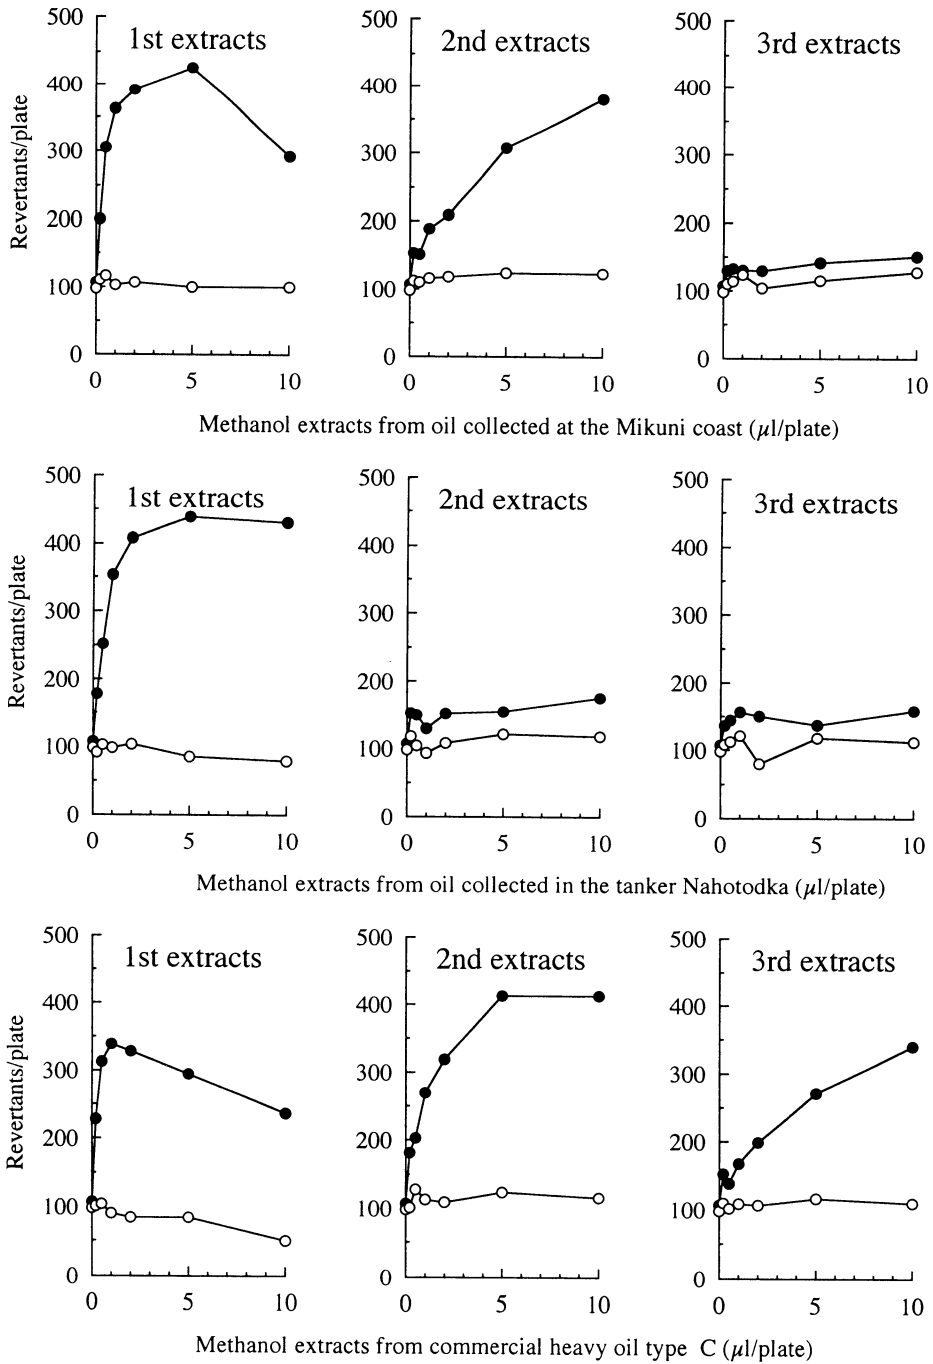 1st extracts 2nd extracts 3rd extracts
Revertants/plate
500 500 500
400 400 400
300 300 300
200 200 200
100 100 100
0 0 0
0 5 10 0 5 10 0 5 10
Methanol extracts from oil collected at the Mikuni coast (μl/plate)
1st extracts 2nd extracts 3rd extracts
Revertants/plate
500 500 500
400 400 400
300 300 300
200 200 200
100 100 100
0 0 0
0 5 10 0 5 10 0 5 10
Methanol extracts from oil collected in the tanker Nahotodka (μl/plate)
1st extracts 2nd extracts 3rd extracts
Revertants/plate
500 500 500
400 400 400
300 300 300
200 200 200
100 100 100
0 0 0
0 5 10 0 5 10 0 5 10
Methanol extracts from commercial heavy oil type C (μl/plate)